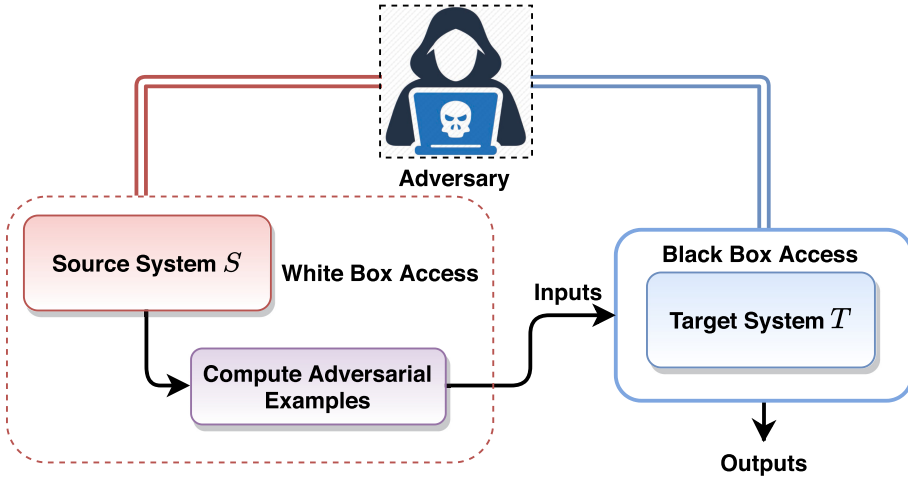 Adversary
Source System S
White Box Access
Compute Adversarial
Examples
Inputs
Black Box Access
Target System T
Outputs